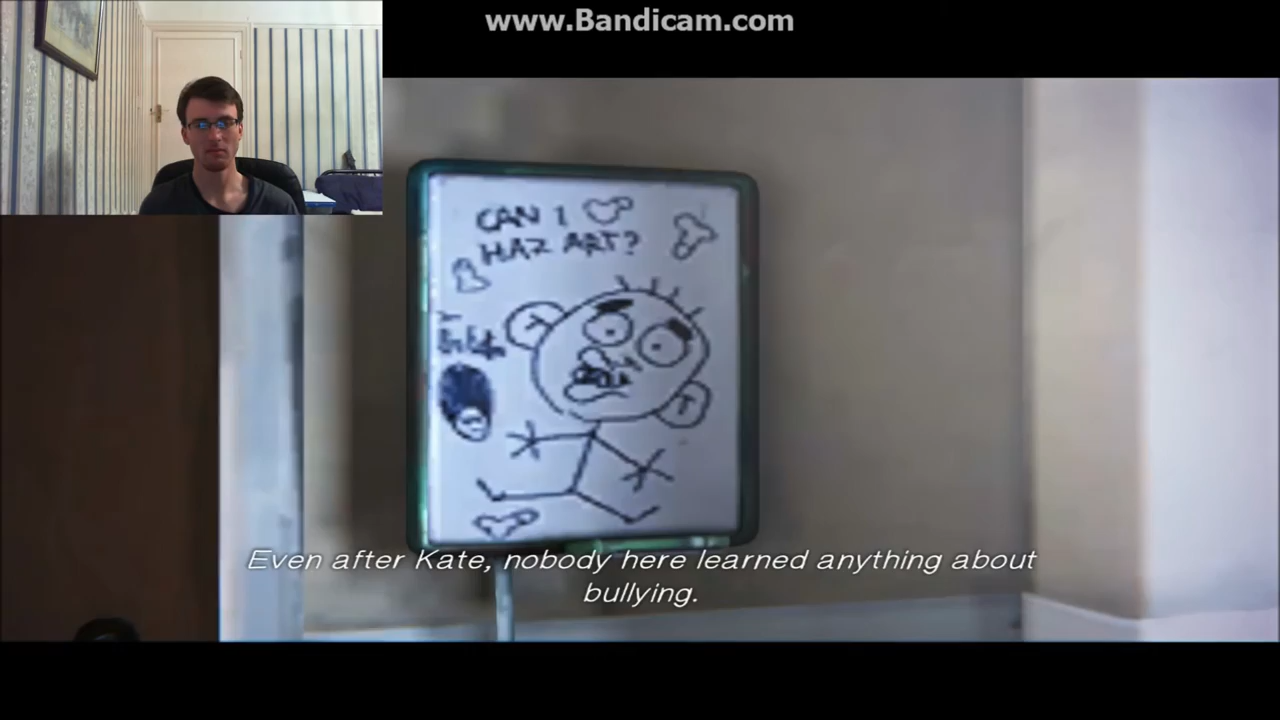 www.Bandicam.com
CAN I
HAZ ART?
Even after Kate, nobody here learned anything about
bullying.